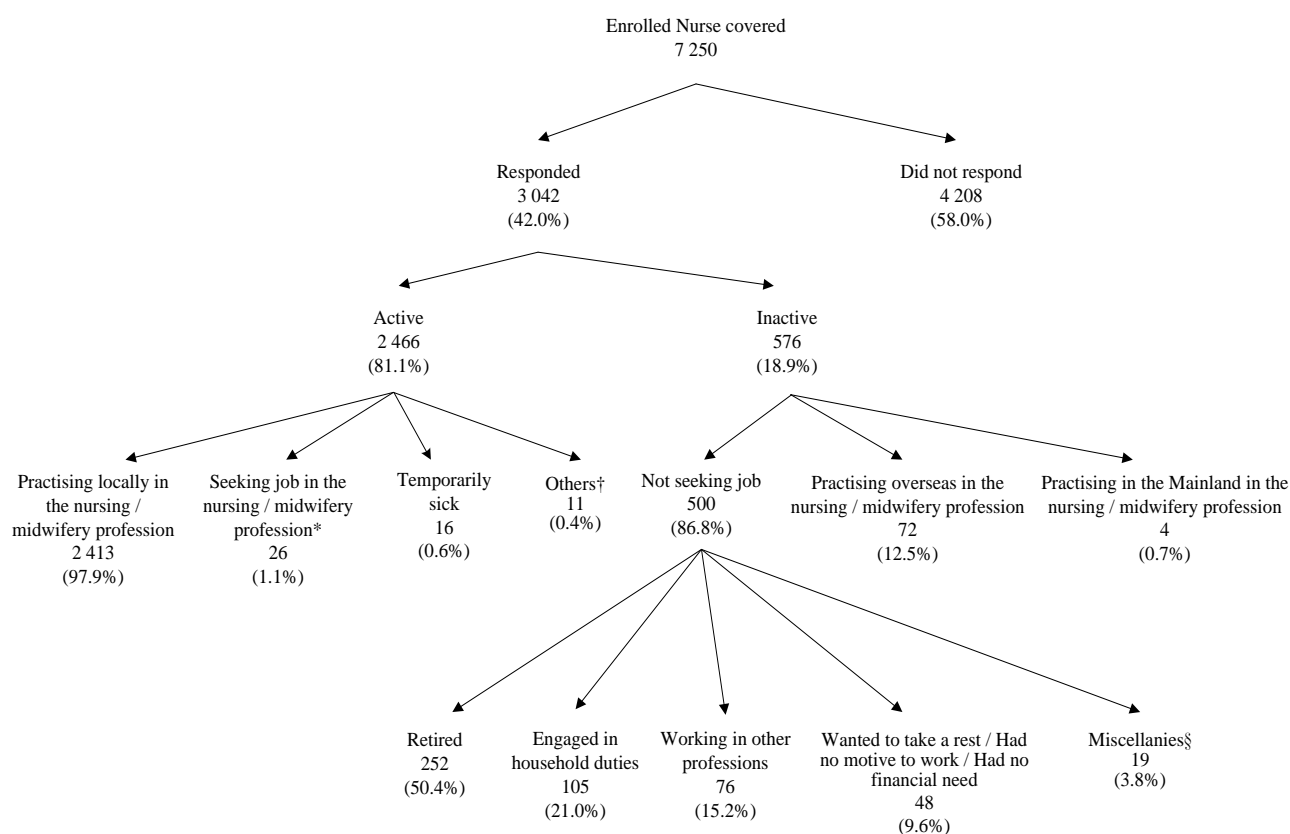 Enrolled Nurse covered
7 250
Responded
3 042
(42.0%)
Did not respond
4 208
(58.0%)
Active
2 466
(81.1%)
Inactive
576
(18.9%)
Practising locally in
the nursing /
midwifery profession
2 413
(97.9%)
Seeking job in the
nursing / midwifery
profession*
26
(1.1%)
Temporarily
sick
16
(0.6%)
Others†
11
(0.4%)
Not seeking job
500
(86.8%)
Practising overseas in the
nursing / midwifery profession
72
(12.5%)
Practising in the Mainland in the
nursing / midwifery profession
4
(0.7%)
Retired
252
(50.4%)
Engaged in
household duties
105
(21.0%)
Working in other
professions
76
(15.2%)
Wanted to take a rest / Had
no motive to work / Had no
financial need
48
(9.6%)
Miscellanies§
19
(3.8%)